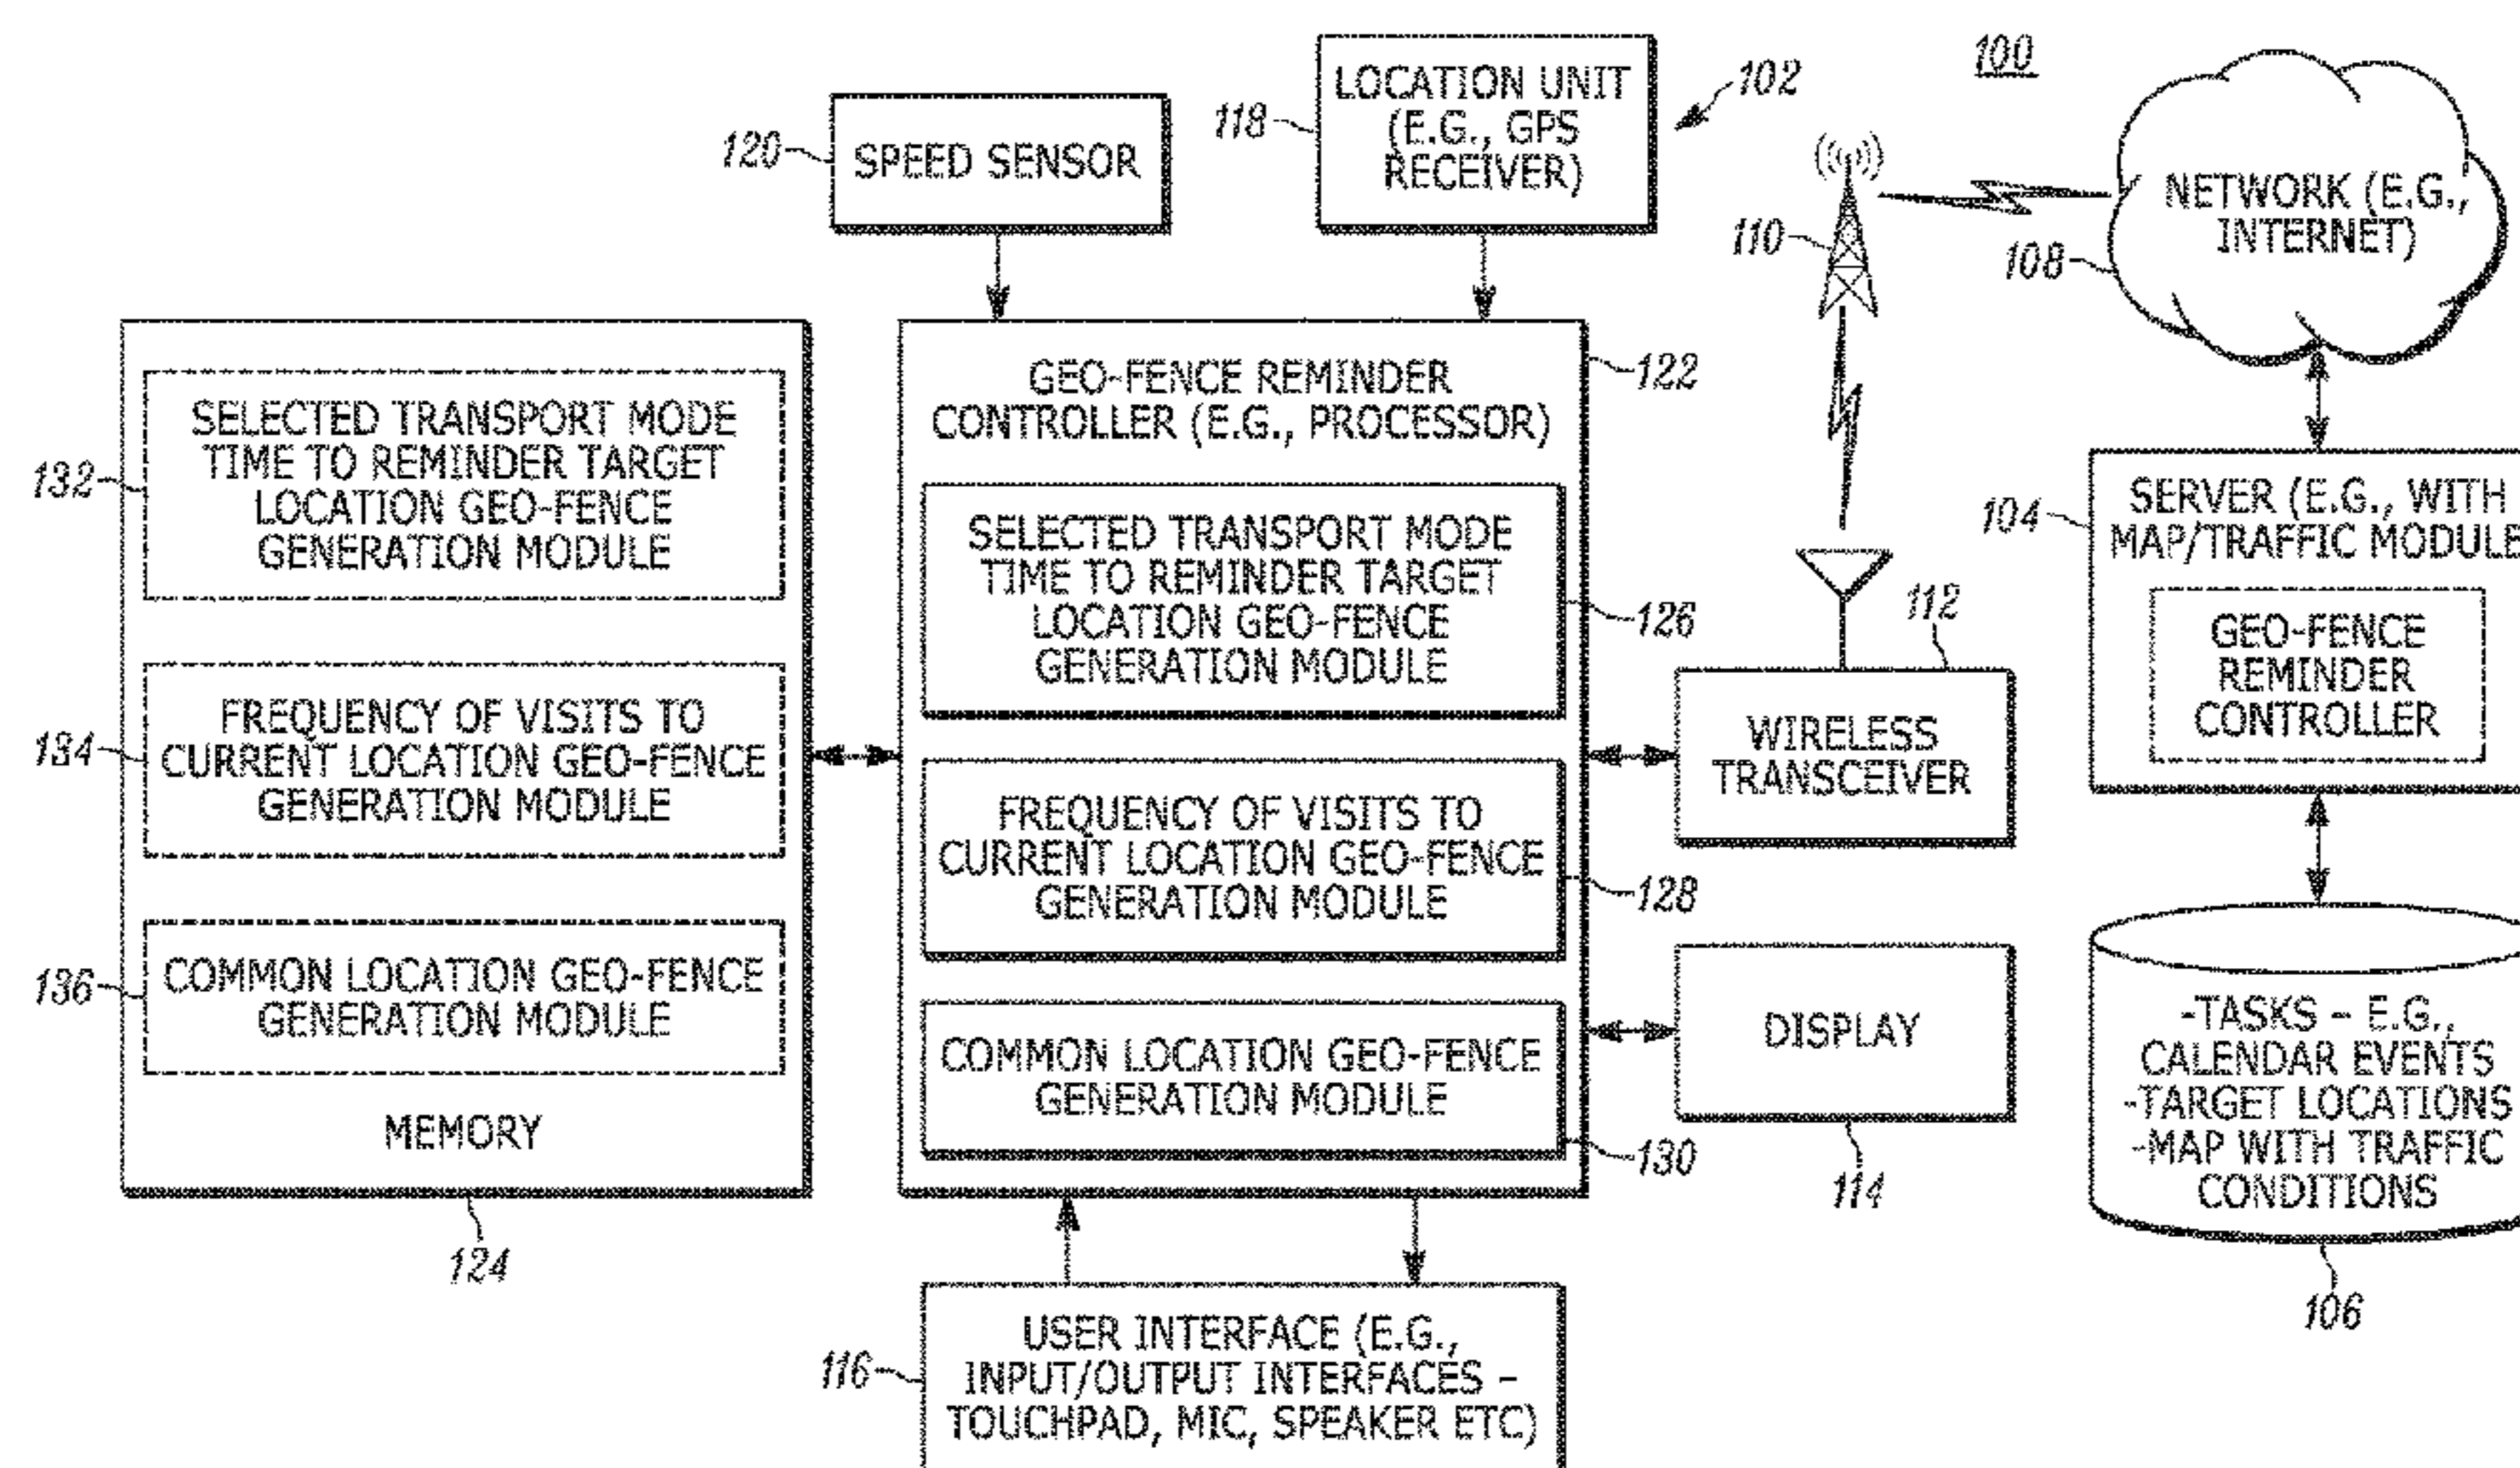 100
102
LOCATION UNIT
(E.G., GPS
RECEIVER)
118
SPEED SENSOR
120
110
NETWORK (E.G.,
INTERNET)
108
MEMORY
124
SELECTED TRANSPORT MODE
TIME TO REMINDER TARGET
LOCATION GEO-FENCE
GENERATION MODULE
132
FREQUENCY OF VISITS TO
CURRENT LOCATION GEO-FENCE
GENERATION MODULE
134
COMMON LOCATION GEO-FENCE
GENERATION MODULE
136
GEO-FENCE REMINDER
CONTROLLER (E.G., PROCESSOR)
122
SELECTED TRANSPORT MODE
TIME TO REMINDER TARGET
LOCATION GEO-FENCE
GENERATION MODULE
126
FREQUENCY OF VISITS TO
CURRENT LOCATION GEO-FENCE
GENERATION MODULE
128
COMMON LOCATION GEO-FENCE
GENERATION MODULE
130
WIRELESS
TRANSCEIVER
112
DISPLAY
114
SERVER (E.G., WITH
MAP/TRAFFIC MODULE
104
GEO-FENCE
REMINDER
CONTROLLER
-TASKS - E.G.,
CALENDAR EVENTS
-TARGET LOCATIONS
-MAP WITH TRAFFIC
CONDITIONS
106
USER INTERFACE (E.G.,
INPUT/OUTPUT INTERFACES -
TOUCHPAD, MIC, SPEAKER ETC)
116